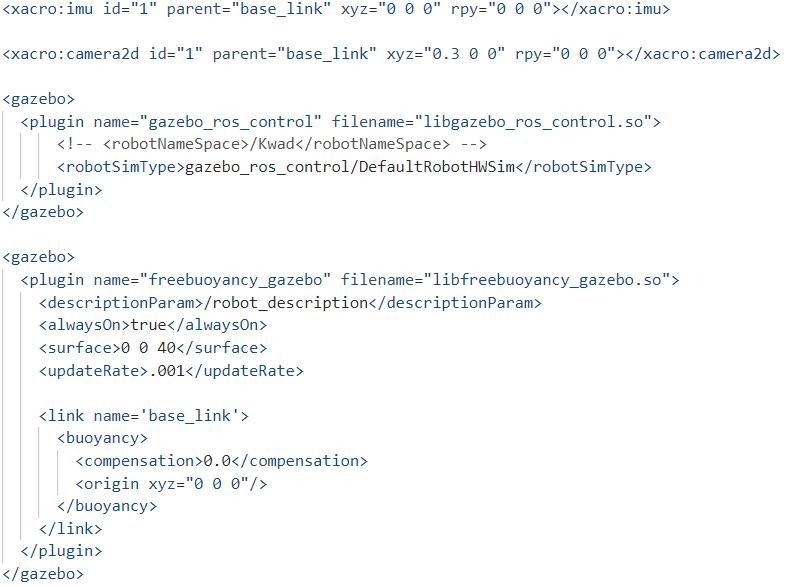 <xacro:imu id="1" parent="base_link" xyz="0 0 0" rpy="0 0 0"></xacro:imu>
<xacro:camera2d id="1" parent="base_link" xyz="0.3 0 0" rpy="0 0 0"></xacro:camera2d>
<gazebo>
<plugin name="gazebo_ros_control" filename="libgazebo_ros_control.so">
<!-- <robotNameSpace>/Kwad</robotNameSpace> -->
<robotSimType>gazebo_ros_control/DefaultRobotHWSim</robotSimType>
</plugin>
</gazebo>
<gazebo>
<plugin name="freebuoyancy_gazebo" filename="libfreebuoyancy_gazebo.so">
<descriptionParam>/robot_description</descriptionParam>
<alwaysOn>true</alwaysOn>
<surface>0 0 40</surface>
<updateRate>.001</updateRate>
<link name='base_link'>
<buoyancy>
<compensation>0.0</compensation>
<origin xyz="0 0 0"/>
</buoyancy>
</link>
</plugin>
</gazebo>